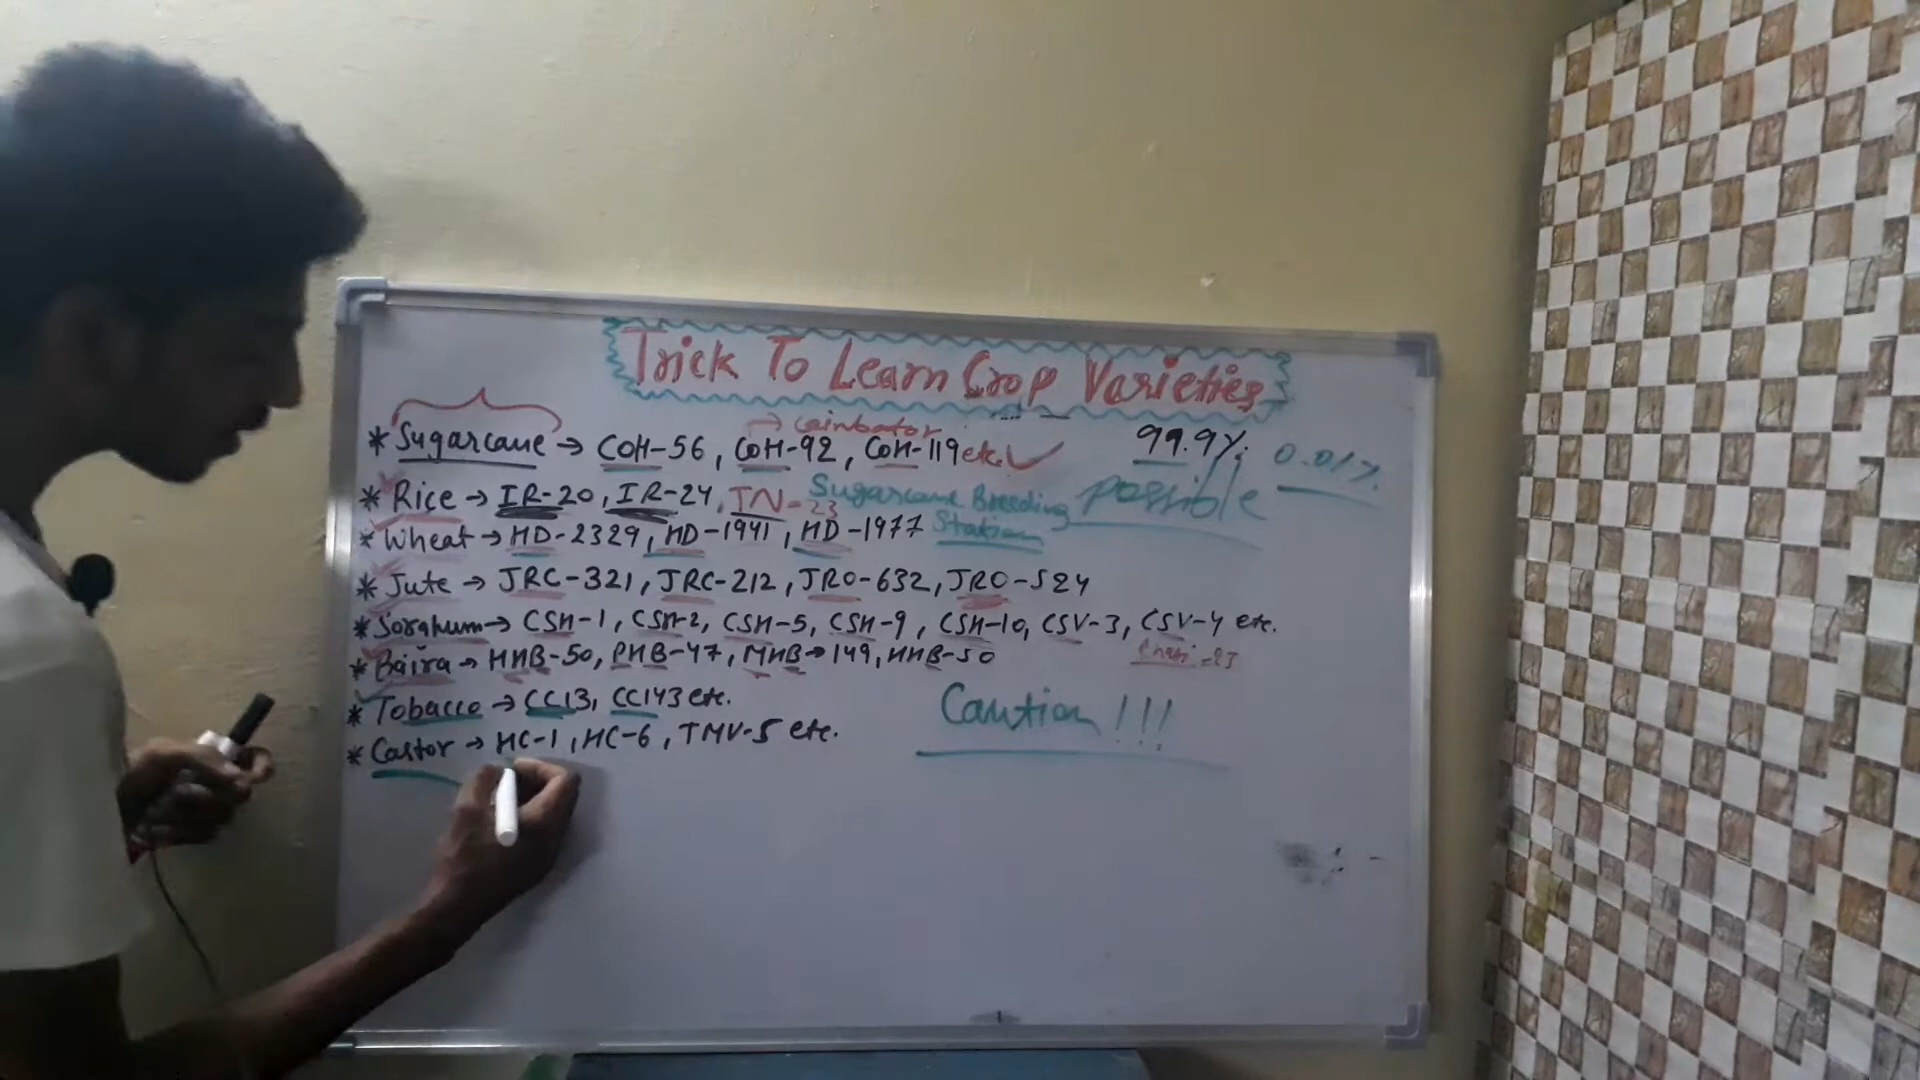 Trick To Learn Crop Varieties
→ coinbator
* Sugarcane → COH-56, COH-92, COH-119 etc. ✓ 99.9% 0.01%
* Rice → IR-20, IR-24, TN-23 Sugarcane Breeding Station possible
* Wheat → HD-2329, HD-1941, HD-1977
* Jute → JRC-321, JRC-212, JRO-632, JRO-524
* Sorghum → CSH-1, CSH-2, CSH-5, CSH-9, CSH-10, CSV-3, CSV-4 etc.
* Bajra → HHB-50, PHB-47, MHB→149, HHB-50
* Tobacco → CC13, CC143 etc.
Caution !!!
* Castor → HC-1, HC-6, TMV-5 etc.